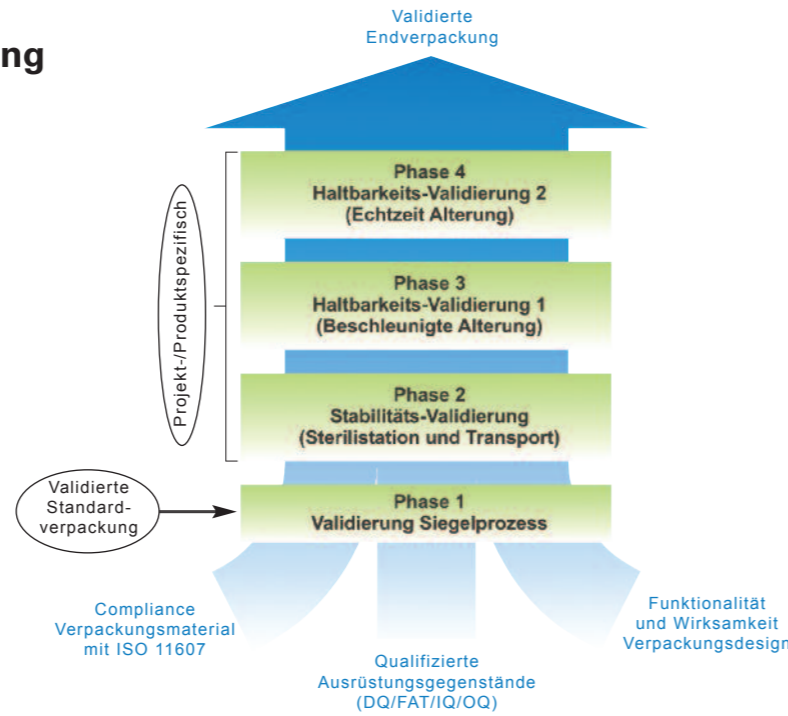 ng
Validierte
Endverpackung
Phase 4
Haltbarkeits-Validierung 2
(Echtzeit Alterung)
Phase 3
Haltbarkeits-Validierung 1
(Beschleunigte Alterung)
Projekt-/Produktspezifisch
Phase 2
Stabilitäts-Validierung
(Sterilistation und Transport)
Validierte
Standard-
verpackung
Phase 1
Validierung Siegelprozess
Compliance
Verpackungsmaterial
mit ISO 11607
Qualifizierte
Ausrüstungsgegenstände
(DQ/FAT/IQ/OQ)
Funktionalität
und Wirksamkeit
Verpackungsdesign